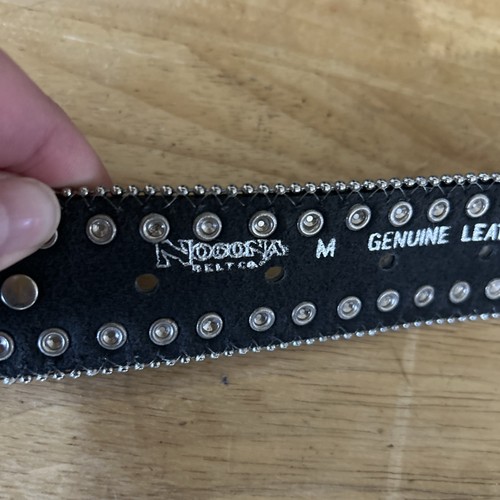 NOCONA M GENUINE LEAT
BELT CO.